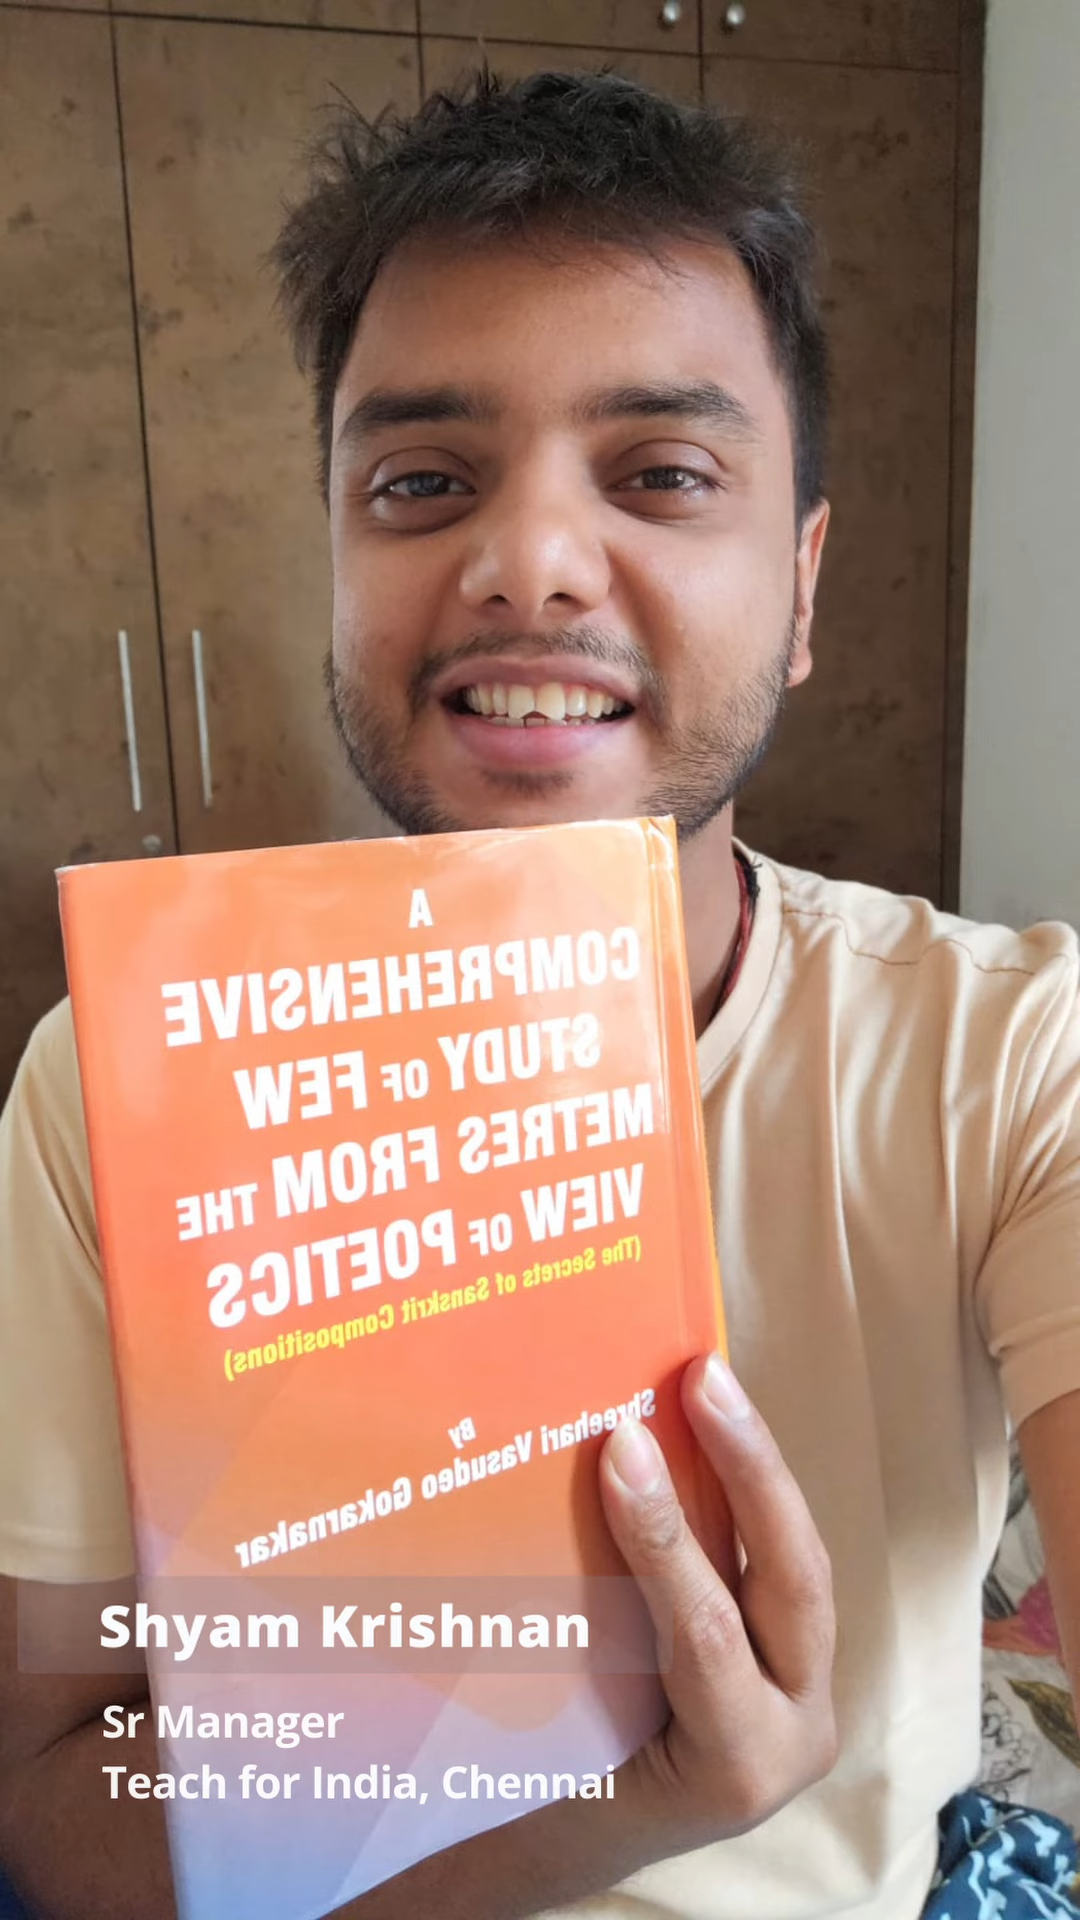 A
COMPREHENSIVE
STUDY OF FEW
METRES FROM THE
VIEW OF POETICS
(The Secrets of Sanskrit Compositions)
By
Shreehari Vasudeo Gokarnakar
Shyam Krishnan
Sr Manager
Teach for India, Chennai